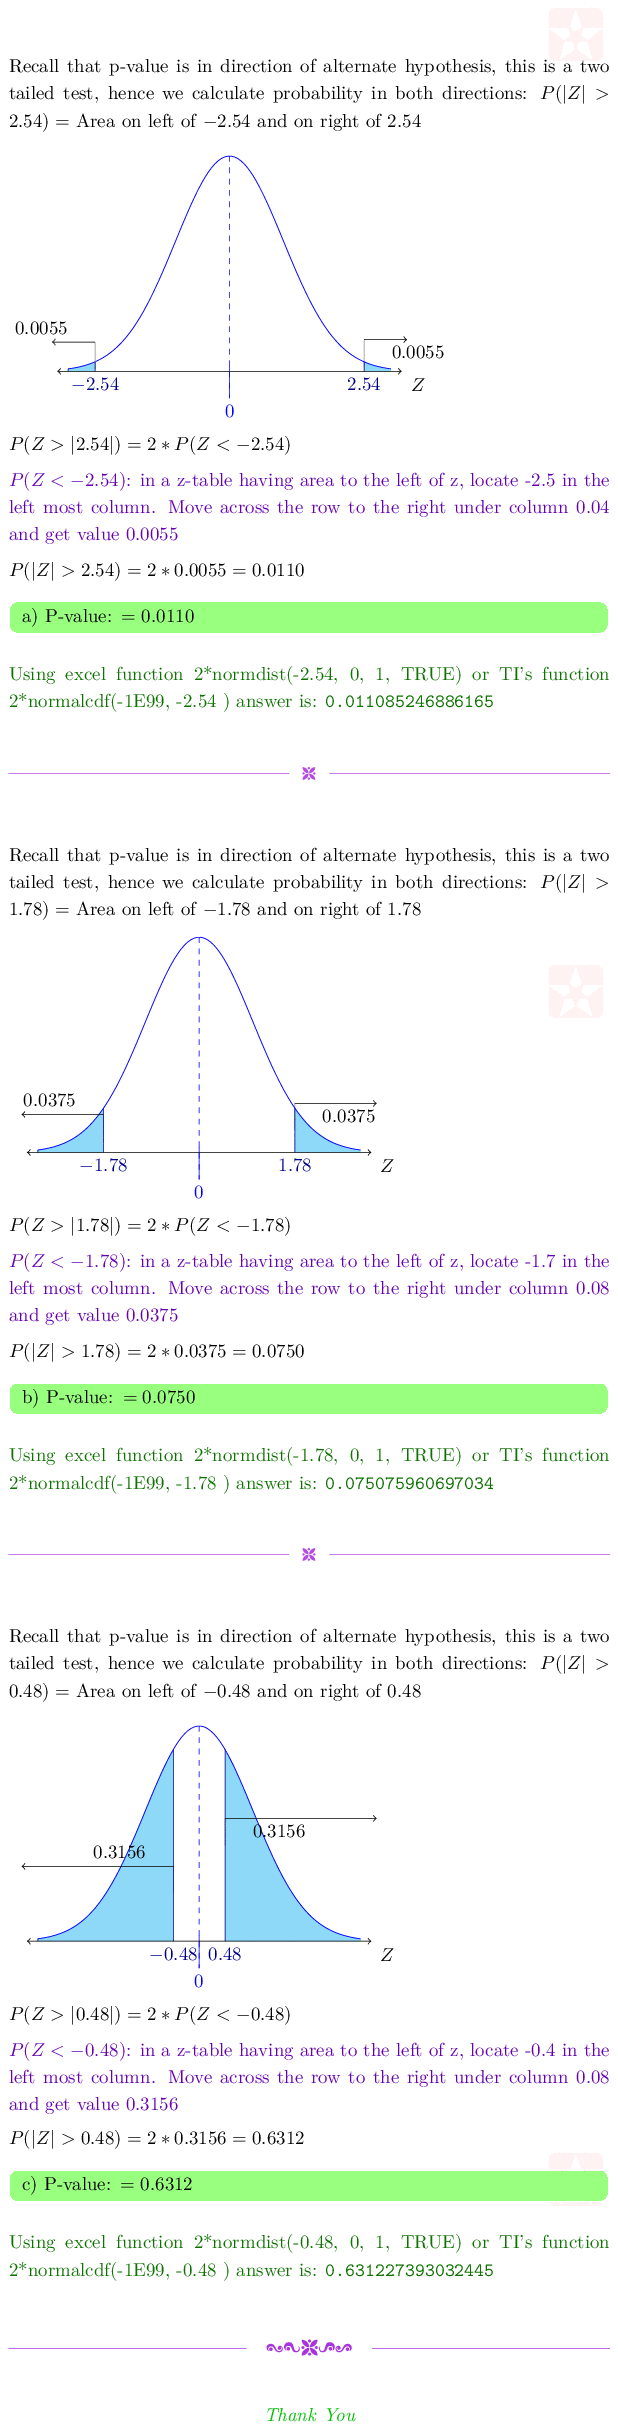 Recall that p-value is in direction of alternate hypothesis, this is a two
tailed test, hence we calculate probability in both directions: P(|Z| >
2.54) = Area on left of −2.54 and on right of 2.54
0.0055
0.0055
−2.54
2.54
Z
0
P(Z > |2.54|) = 2 ∗ P(Z < −2.54)
P(Z < −2.54): in a z-table having area to the left of z, locate -2.5 in the
left most column. Move across the row to the right under column 0.04
and get value 0.0055
P(|Z| > 2.54) = 2 ∗ 0.0055 = 0.0110
a) P-value: = 0.0110
Using excel function 2*normdist(-2.54, 0, 1, TRUE) or TI's function
2*normalcdf(-1E99, -2.54 ) answer is: 0.011085246886165
Recall that p-value is in direction of alternate hypothesis, this is a two
tailed test, hence we calculate probability in both directions: P(|Z| >
1.78) = Area on left of −1.78 and on right of 1.78
0.0375
0.0375
−1.78
1.78
Z
0
P(Z > |1.78|) = 2 ∗ P(Z < −1.78)
P(Z < −1.78): in a z-table having area to the left of z, locate -1.7 in the
left most column. Move across the row to the right under column 0.08
and get value 0.0375
P(|Z| > 1.78) = 2 ∗ 0.0375 = 0.0750
b) P-value: = 0.0750
Using excel function 2*normdist(-1.78, 0, 1, TRUE) or TI's function
2*normalcdf(-1E99, -1.78 ) answer is: 0.075075960697034
Recall that p-value is in direction of alternate hypothesis, this is a two
tailed test, hence we calculate probability in both directions: P(|Z| >
0.48) = Area on left of −0.48 and on right of 0.48
0.3156
0.3156
−0.48
0.48
Z
0
P(Z > |0.48|) = 2 ∗ P(Z < −0.48)
P(Z < −0.48): in a z-table having area to the left of z, locate -0.4 in the
left most column. Move across the row to the right under column 0.08
and get value 0.3156
P(|Z| > 0.48) = 2 ∗ 0.3156 = 0.6312
c) P-value: = 0.6312
Using excel function 2*normdist(-0.48, 0, 1, TRUE) or TI's function
2*normalcdf(-1E99, -0.48 ) answer is: 0.631227393032445
Thank You